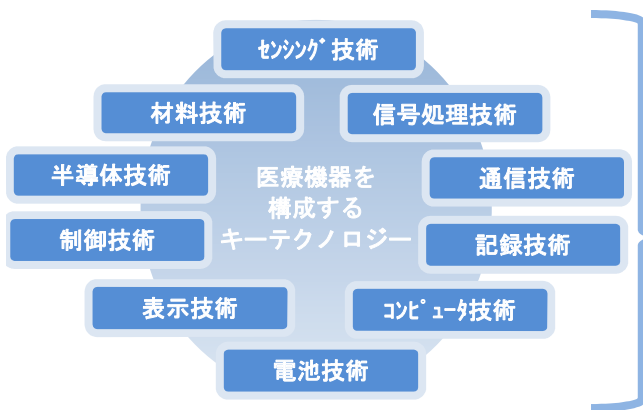 ｾﾝｼﾝｸﾞ技術
材料技術
信号処理技術
半導体技術
医療機器を
構成する
キーテクノロジー
通信技術
制御技術
記録技術
表示技術
ｺﾝﾋﾟｭｰﾀ技術
電池技術